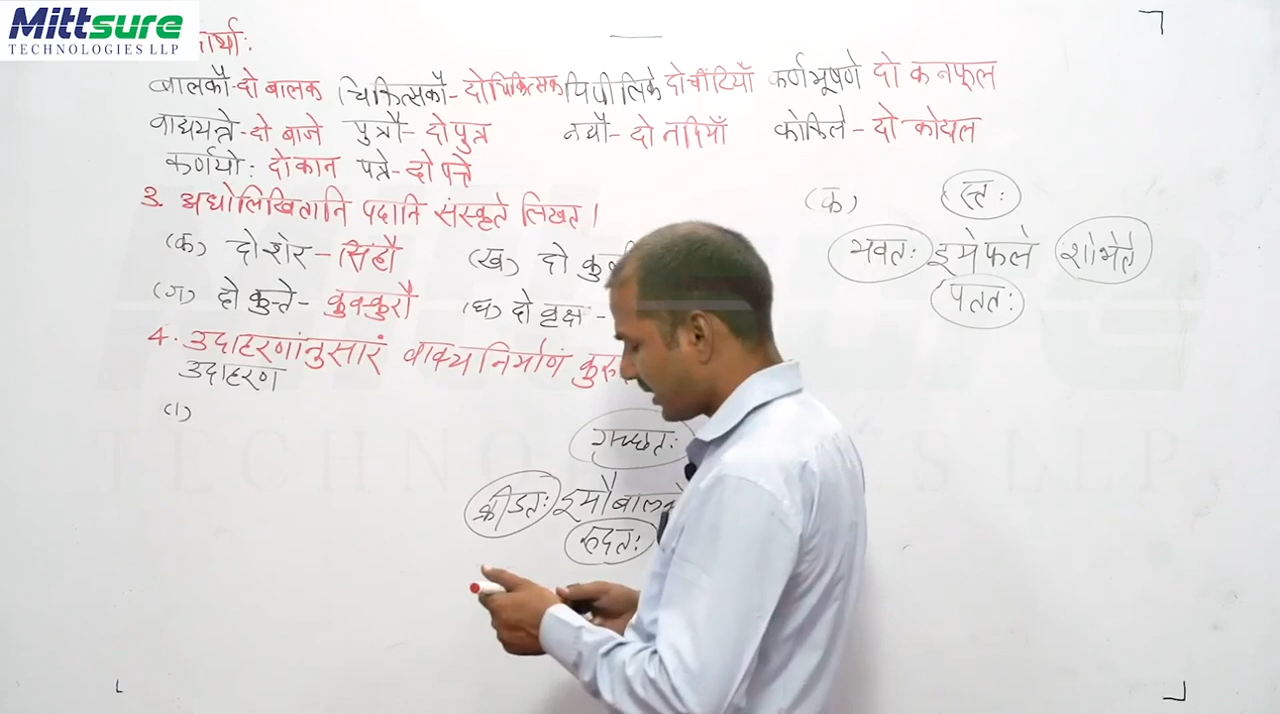 Mittsure
TECHNOLOGIES LLP
दार्थाः
बालकौ-दो बालक चिकित्सकौ-दोचिकित्सक पिपीलिके दो चींटियाँ कर्णभूषणे दो कनफूल
वाद्ययन्त्रे-दो बाजे पुत्रौ-दो पुत्र नद्यौ-दो नदियाँ कोकिले-दो कोयल
कर्णयोः दो कान पत्रे-दो पत्ते
3. अधोलिखितानि पदानि संस्कृते लिखत।
(क) दो शेर-सिंहौ (ख) दो
(ग) दो कुत्ते-कुक्कुरौ (घ) दो वृक्ष-
4. उदाहरणांनुसारं वाक्य निर्माणं
उदाहरण
(1)
गच्छतः
क्रीडतः इमौ
रुदतः
(क) स्तः
भवतः इमे फले शोभेते
पततः
TECHNOLOGIES LLP